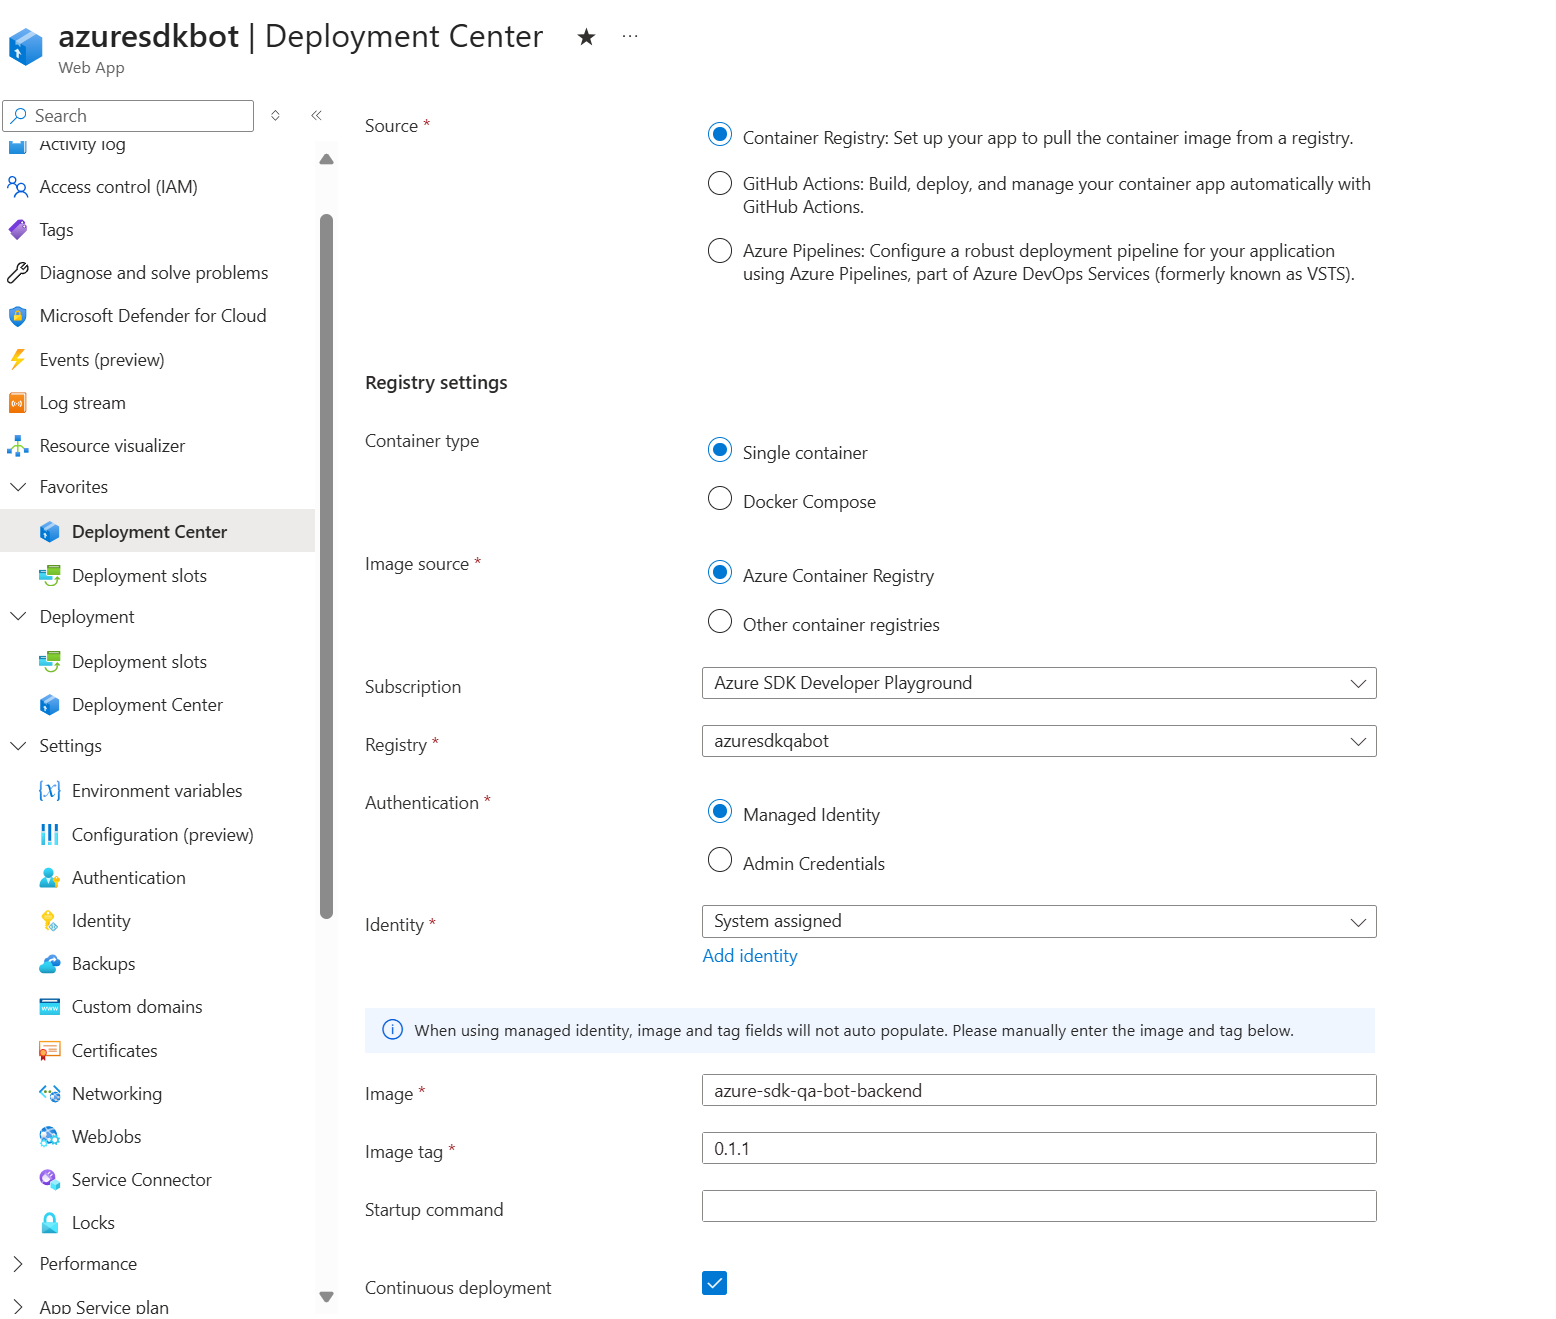 azuresdkbot | Deployment Center
Web App
Search
Activity log
Access control (IAM)
Tags
Diagnose and solve problems
Microsoft Defender for Cloud
Events (preview)
Log stream
Resource visualizer
Favorites
Deployment Center
Deployment slots
Deployment
Deployment slots
Deployment Center
Settings
Environment variables
Configuration (preview)
Authentication
Identity
Backups
Custom domains
Certificates
Networking
WebJobs
Service Connector
Locks
Performance
App Service plan
Source *
Container Registry: Set up your app to pull the container image from a registry.
GitHub Actions: Build, deploy, and manage your container app automatically with
GitHub Actions.
Azure Pipelines: Configure a robust deployment pipeline for your application
using Azure Pipelines, part of Azure DevOps Services (formerly known as VSTS).
Registry settings
Container type
Single container
Docker Compose
Image source *
Azure Container Registry
Other container registries
Subscription
Azure SDK Developer Playground
Registry *
azuresdkqabot
Authentication *
Managed Identity
Admin Credentials
Identity *
System assigned
Add identity
When using managed identity, image and tag fields will not auto populate. Please manually enter the image and tag below.
Image *
azure-sdk-qa-bot-backend
Image tag *
0.1.1
Startup command
Continuous deployment